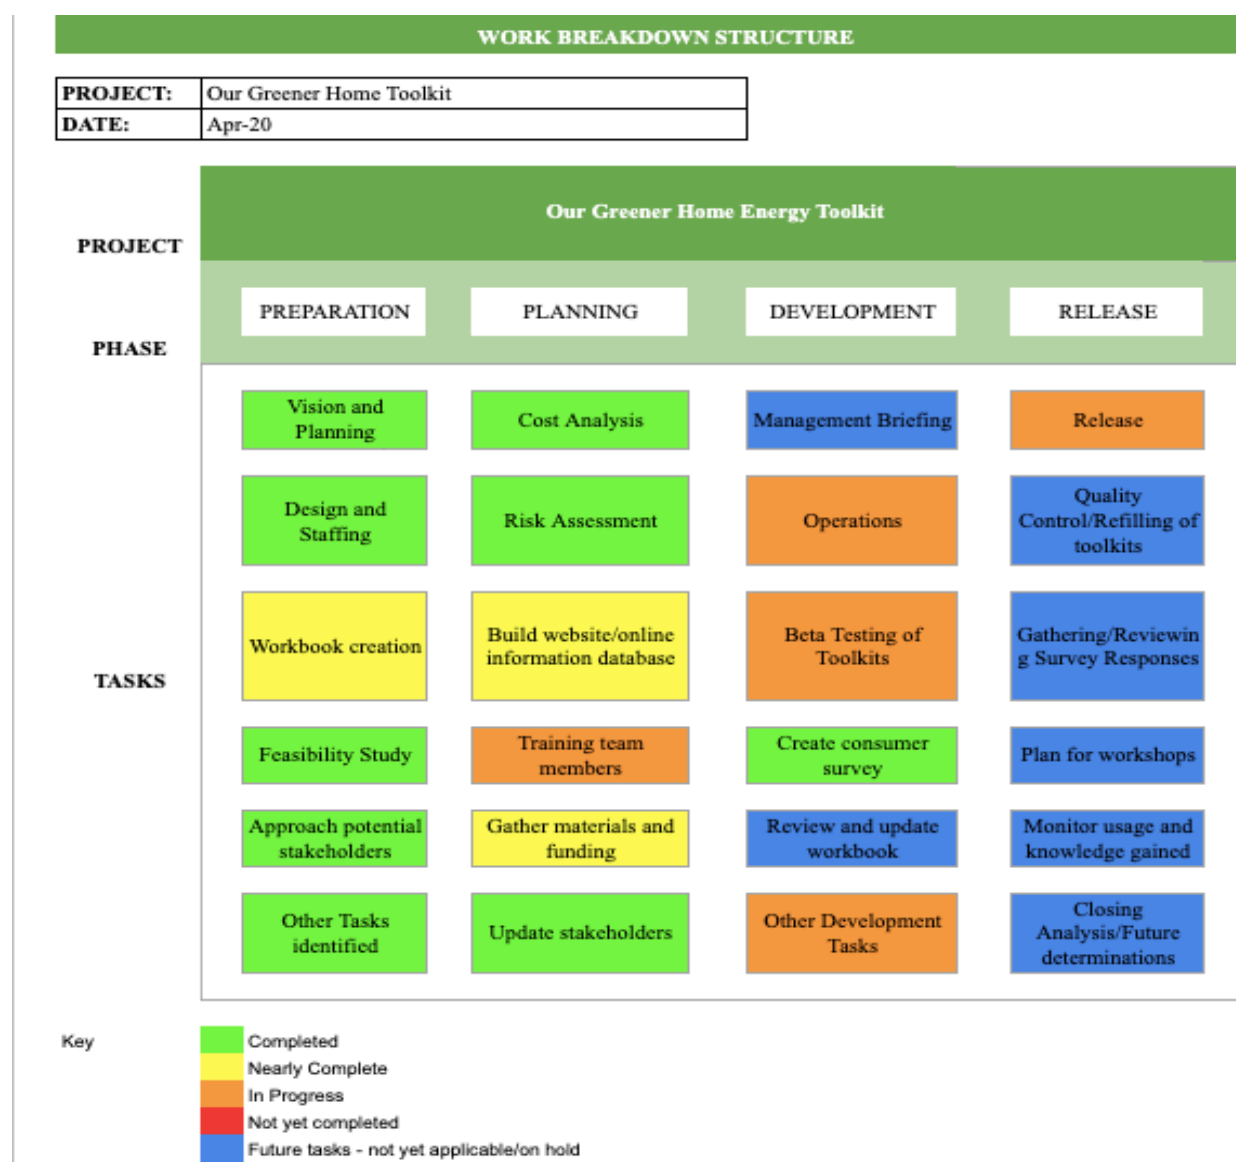 WORK BREAKDOWN STRUCTURE
PROJECT: Our Greener Home Toolkit
DATE: Apr-20
Our Greener Home Energy Toolkit
PROJECT
PREPARATION PLANNING DEVELOPMENT RELEASE
PHASE
Vision and
Planning
Cost Analysis
Management Briefing
Release
Design and
Staffing
Risk Assessment
Operations
Quality
Control/Refilling of
toolkits
TASKS
Workbook creation
Build website/online
information database
Beta Testing of
Toolkits
Gathering/Reviewin
g Survey Responses
Feasibility Study
Training team
members
Create consumer
survey
Plan for workshops
Approach potential
stakeholders
Gather materials and
funding
Review and update
workbook
Monitor usage and
knowledge gained
Other Tasks
identified
Update stakeholders
Other Development
Tasks
Closing
Analysis/Future
determinations
Key
Completed
Nearly Complete
In Progress
Not yet completed
Future tasks - not yet applicable/on hold